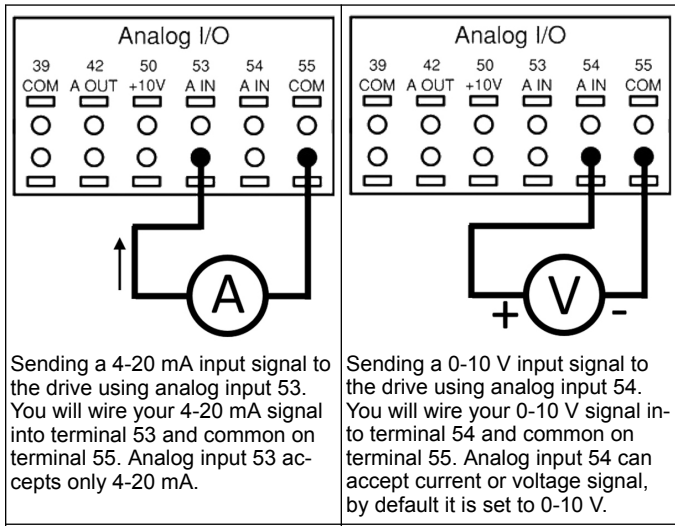 Analog I/O
39 42 50 53 54 55
COM A OUT +10V A IN A IN COM
A
Sending a 4-20 mA input signal to
the drive using analog input 53.
You will wire your 4-20 mA signal
into terminal 53 and common on
terminal 55. Analog input 53 ac-
cepts only 4-20 mA.
Analog I/O
39 42 50 53 54 55
COM A OUT +10V A IN A IN COM
V
+ -
Sending a 0-10 V input signal to
the drive using analog input 54.
You will wire your 0-10 V signal in-
to terminal 54 and common on
terminal 55. Analog input 54 can
accept current or voltage signal,
by default it is set to 0-10 V.